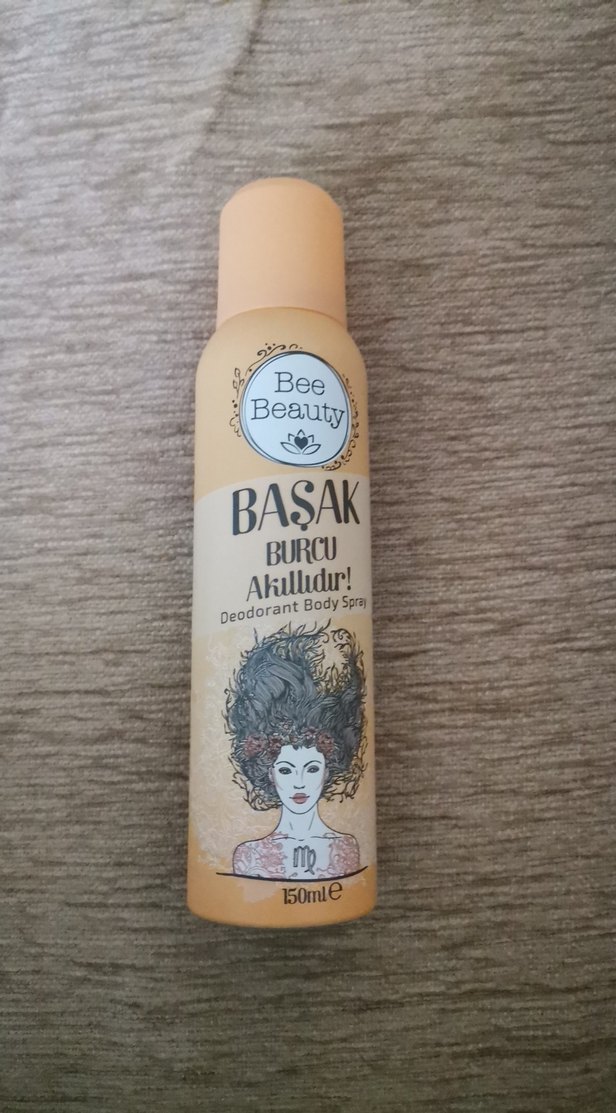 Bee
Beauty
BAŞAK
BURCU
Akıllıdır!
Deodorant Body Spray
150ml e